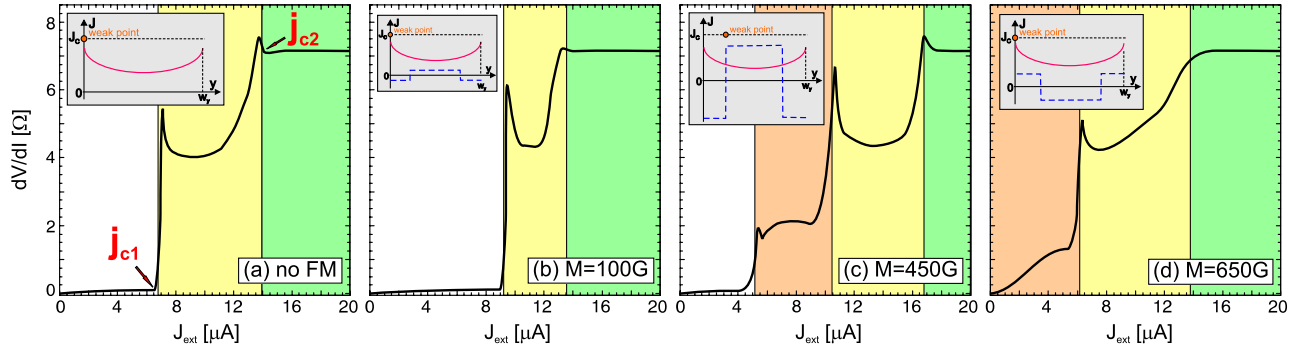 dV/dI [Ω]
8
6
4
2
0
J
J_c
weak point
0
y
w_y
j_c2
j_c1
(a) no FM
0 4 8 12 16 20
J_ext [μA]
J
J_c
weak point
0
y
w_y
(b) M=100G
0 4 8 12 16 20
J_ext [μA]
J
J_c
weak point
0
y
w_y
(c) M=450G
0 4 8 12 16 20
J_ext [μA]
J
J_c
weak point
0
y
w_y
(d) M=650G
0 4 8 12 16 20
J_ext [μA]